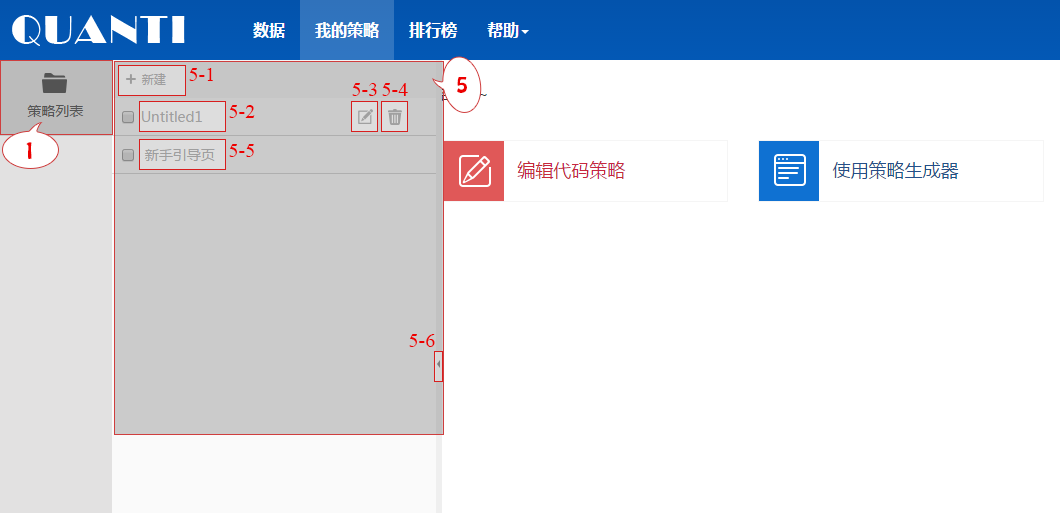 QUANTI
数据 我的策略 排行榜 帮助
策略列表
1
+ 新建 5-1
5-3 5-4
5
~
Untitled1 5-2
新手引导页 5-5
编辑代码策略
使用策略生成器
5-6